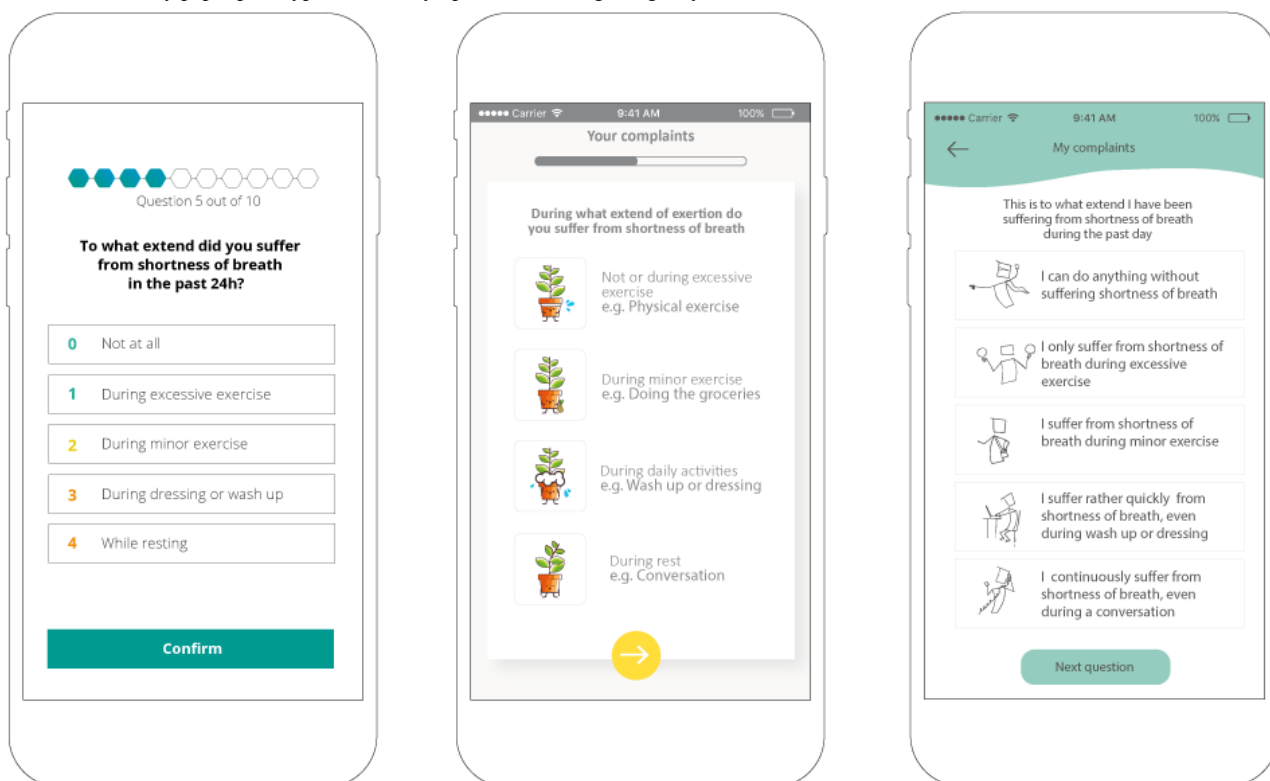 Question 5 out of 10
To what extend did you suffer
from shortness of breath
in the past 24h?
0 Not at all
1 During excessive exercise
2 During minor exercise
3 During dressing or wash up
4 While resting
Confirm
Carrier 9:41 AM 100%
Your complaints
During what extend of exertion do
you suffer from shortness of breath
Not or during excessive
exercise
e.g. Physical exercise
During minor exercise
e.g. Doing the groceries
During daily activities
e.g. Wash up or dressing
During rest
e.g. Conversation
Carrier 9:41 AM 100%
My complaints
This is to what extend I have been
suffering from shortness of breath
during the past day
I can do anything without
suffering shortness of breath
I only suffer from shortness of
breath during excessive
exercise
I suffer from shortness of
breath during minor exercise
I suffer rather quickly from
shortness of breath, even
during wash up or dressing
I continuously suffer from
shortness of breath, even
during a conversation
Next question